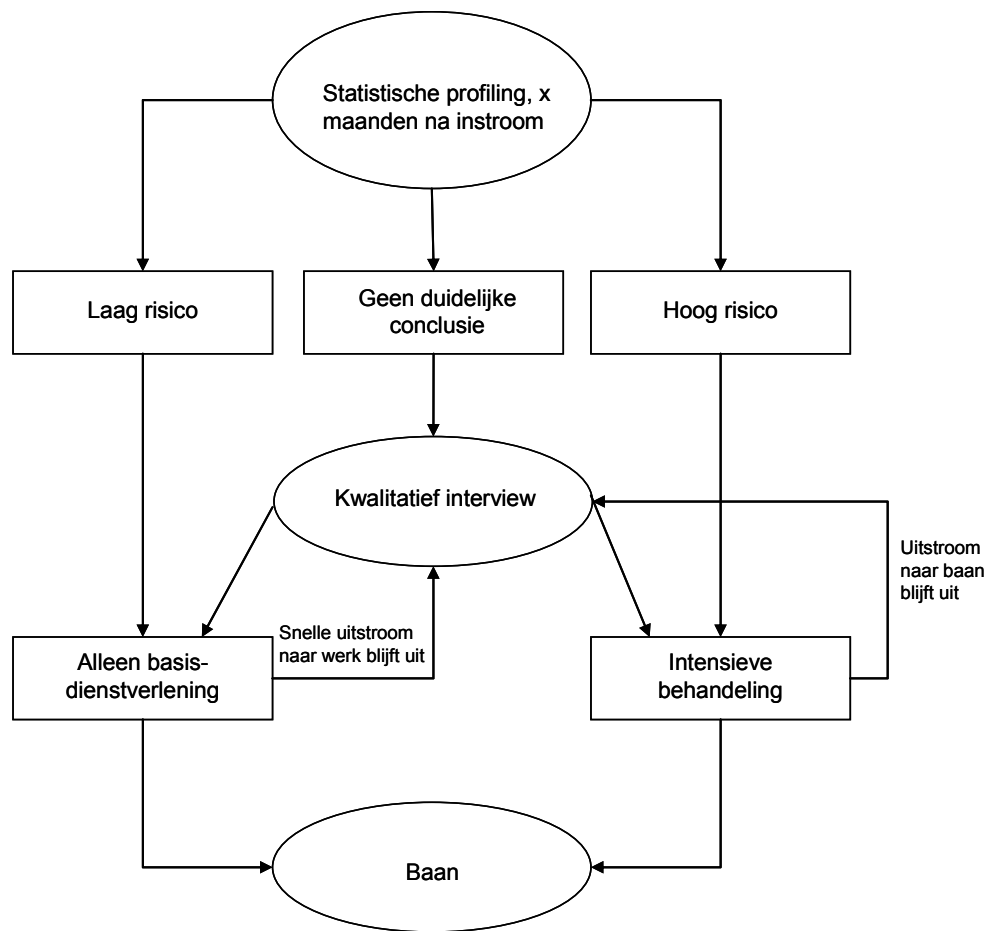 Statistische profiling, x
maanden na instroom
Laag risico
Geen duidelijke
conclusie
Hoog risico
Kwalitatief interview
Uitstroom
naar baan
blijft uit
Snelle uitstroom
naar werk blijft uit
Alleen basis-
dienstverlening
Intensieve
behandeling
Baan